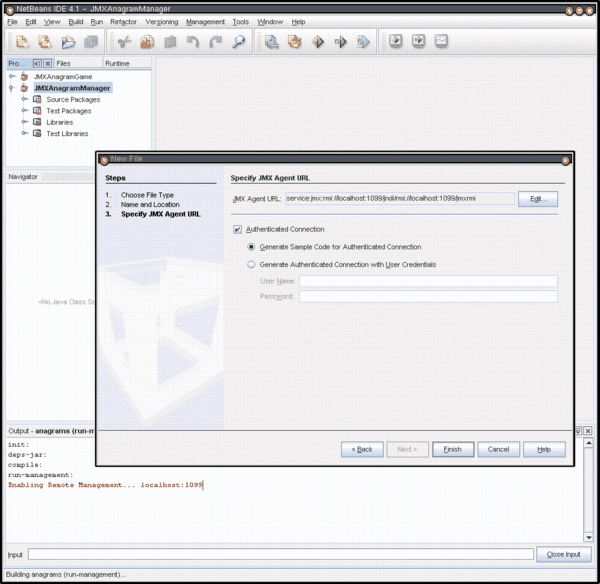 NetBeans IDE 4.1 - JMXAnagramManager
File Edit View Build Run Refactor Versioning Management Tools Window Help
Pro... Files Runtime
JMXAnagramGame
JMXAnagramManager
Source Packages
Test Packages
Libraries
Test Libraries
Navigator
<No Java Class Se
New File
Steps
1. Choose File Type
2. Name and Location
3. Specify JMX Agent URL
Specify JMX Agent URL
JMX Agent URL: service:jmx:rmi://localhost:1099/jndi/rmi://localhost:1099/jmxrmi Edit...
Authenticated Connection
Generate Sample Code for Authenticated Connection
Generate Authenticated Connection with User Credentials
User Name:
Password:
< Back Next > Finish Cancel Help
Output - anagrams (run-m
init:
deps-jar:
compile:
run-management:
Enabling Remote Management... localhost:1099
Input Close Input
Building anagrams (run-management)...